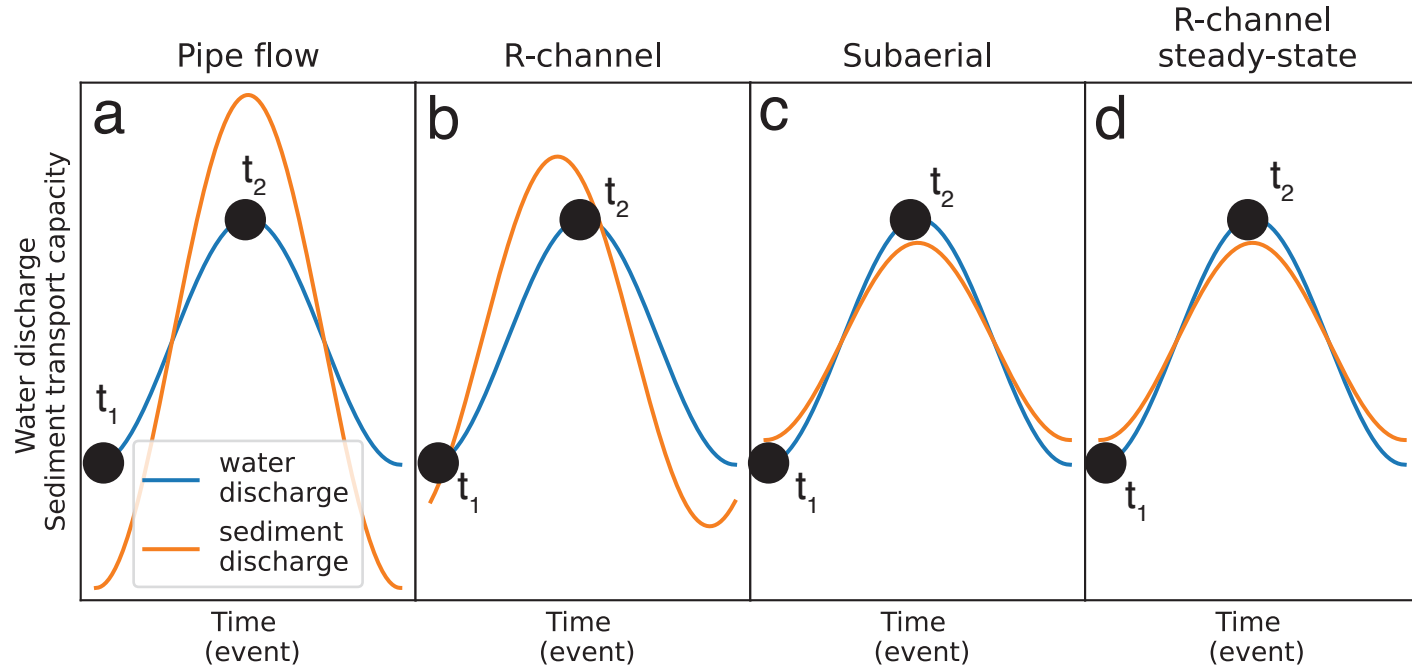 Pipe flow
R-channel
Subaerial
R-channel
steady-state
Water discharge
Sediment transport capacity
a
t2
t1
water
discharge
sediment
discharge
b
t2
t1
c
t2
t1
d
t2
t1
Time
(event)
Time
(event)
Time
(event)
Time
(event)